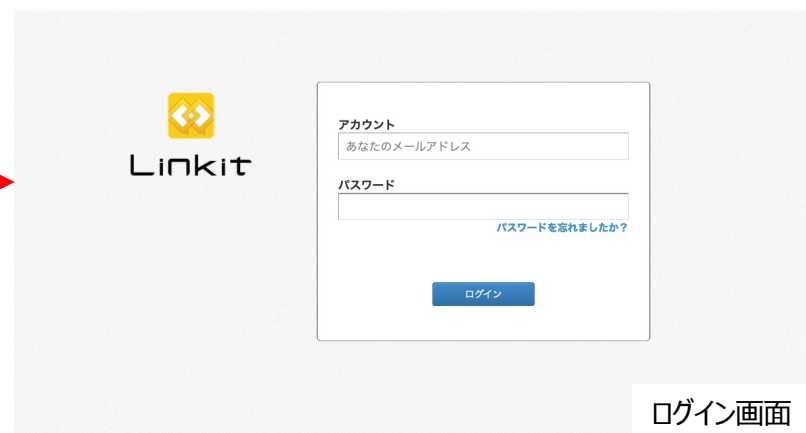 Linkit
アカウント
あなたのメールアドレス
パスワード
パスワードを忘れましたか？
ログイン
ログイン画面